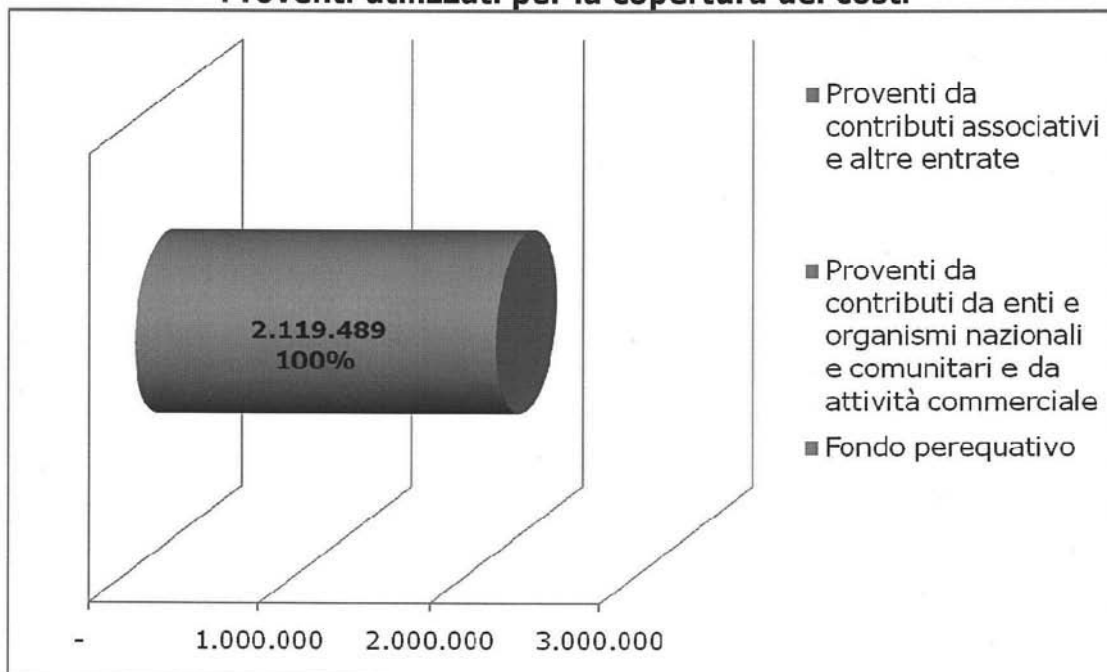 Proventi utilizzati per la copertura dei costi
2.119.489
100%
Proventi da
contributi associativi
e altre entrate
Proventi da
contributi da enti e
organismi nazionali
e comunitari e da
attività commerciale
Fondo perequativo
-
1.000.000
2.000.000
3.000.000